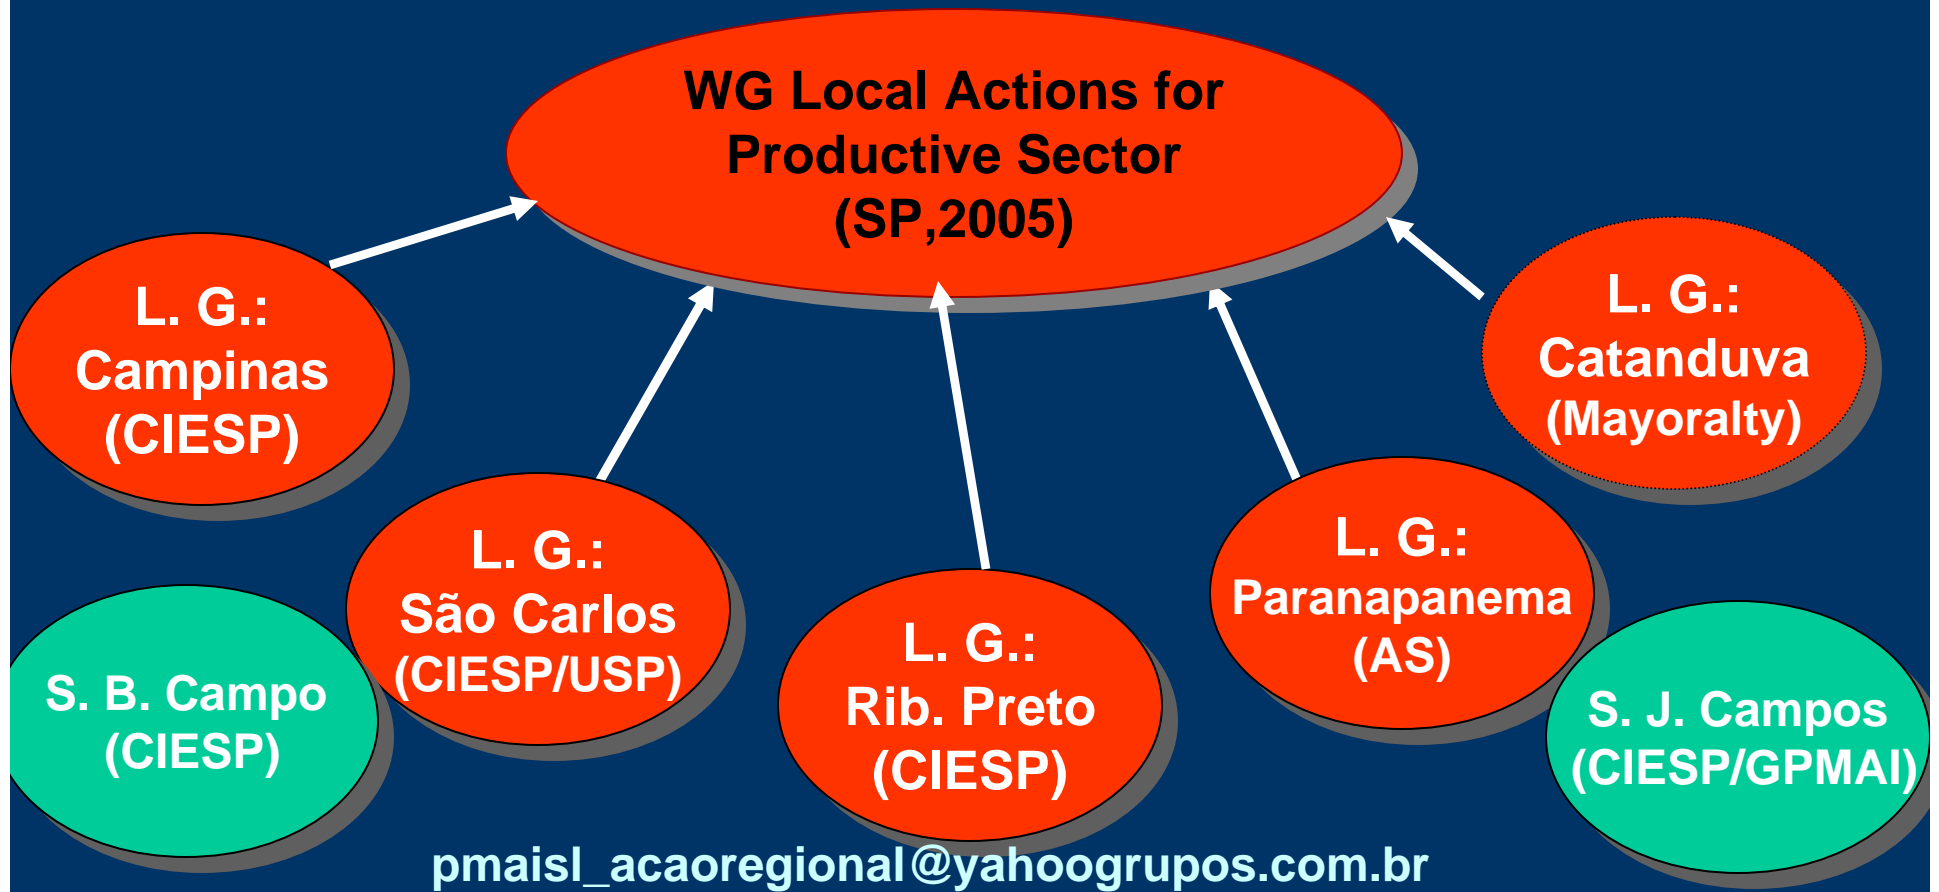 WG Local Actions for
Productive Sector
(SP,2005)
L. G.:
Campinas
(CIESP)
L. G.:
Catanduva
(Mayoralty)
L. G.:
São Carlos
(CIESP/USP)
L. G.:
Paranapanema
(AS)
L. G.:
Rib. Preto
(CIESP)
S. B. Campo
(CIESP)
S. J. Campos
(CIESP/GPMAI)
pmaisl_acaoregional@yahoogrupos.com.br